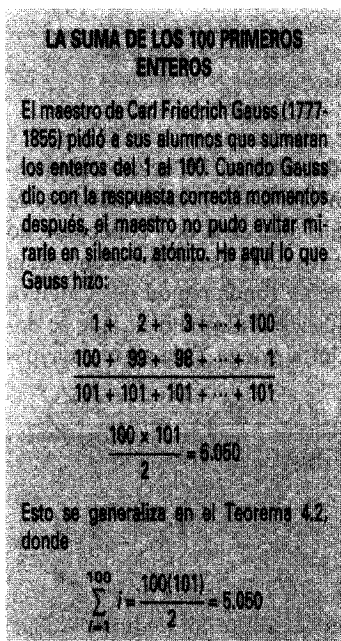 LA SUMA DE LOS 100 PRIMEROS
ENTEROS
El maestro de Carl Friedrich Gauss (1777-
1855) pidió a sus alumnos que sumaran
los enteros del 1 al 100. Cuando Gauss
dio con la respuesta correcta momentos
después, el maestro no pudo evitar mi-
rarle en silencio, atónito. He aquí lo que
Gauss hizo:
1 + 2 + 3 + ··· + 100
100 + 99 + 98 + ··· + 1
101 + 101 + 101 + ··· + 101
100 × 101
2
= 5.050
Esto se generaliza en el Teorema 4.2,
donde
100
∑ i = 100(101) / 2 = 5.050
i=1